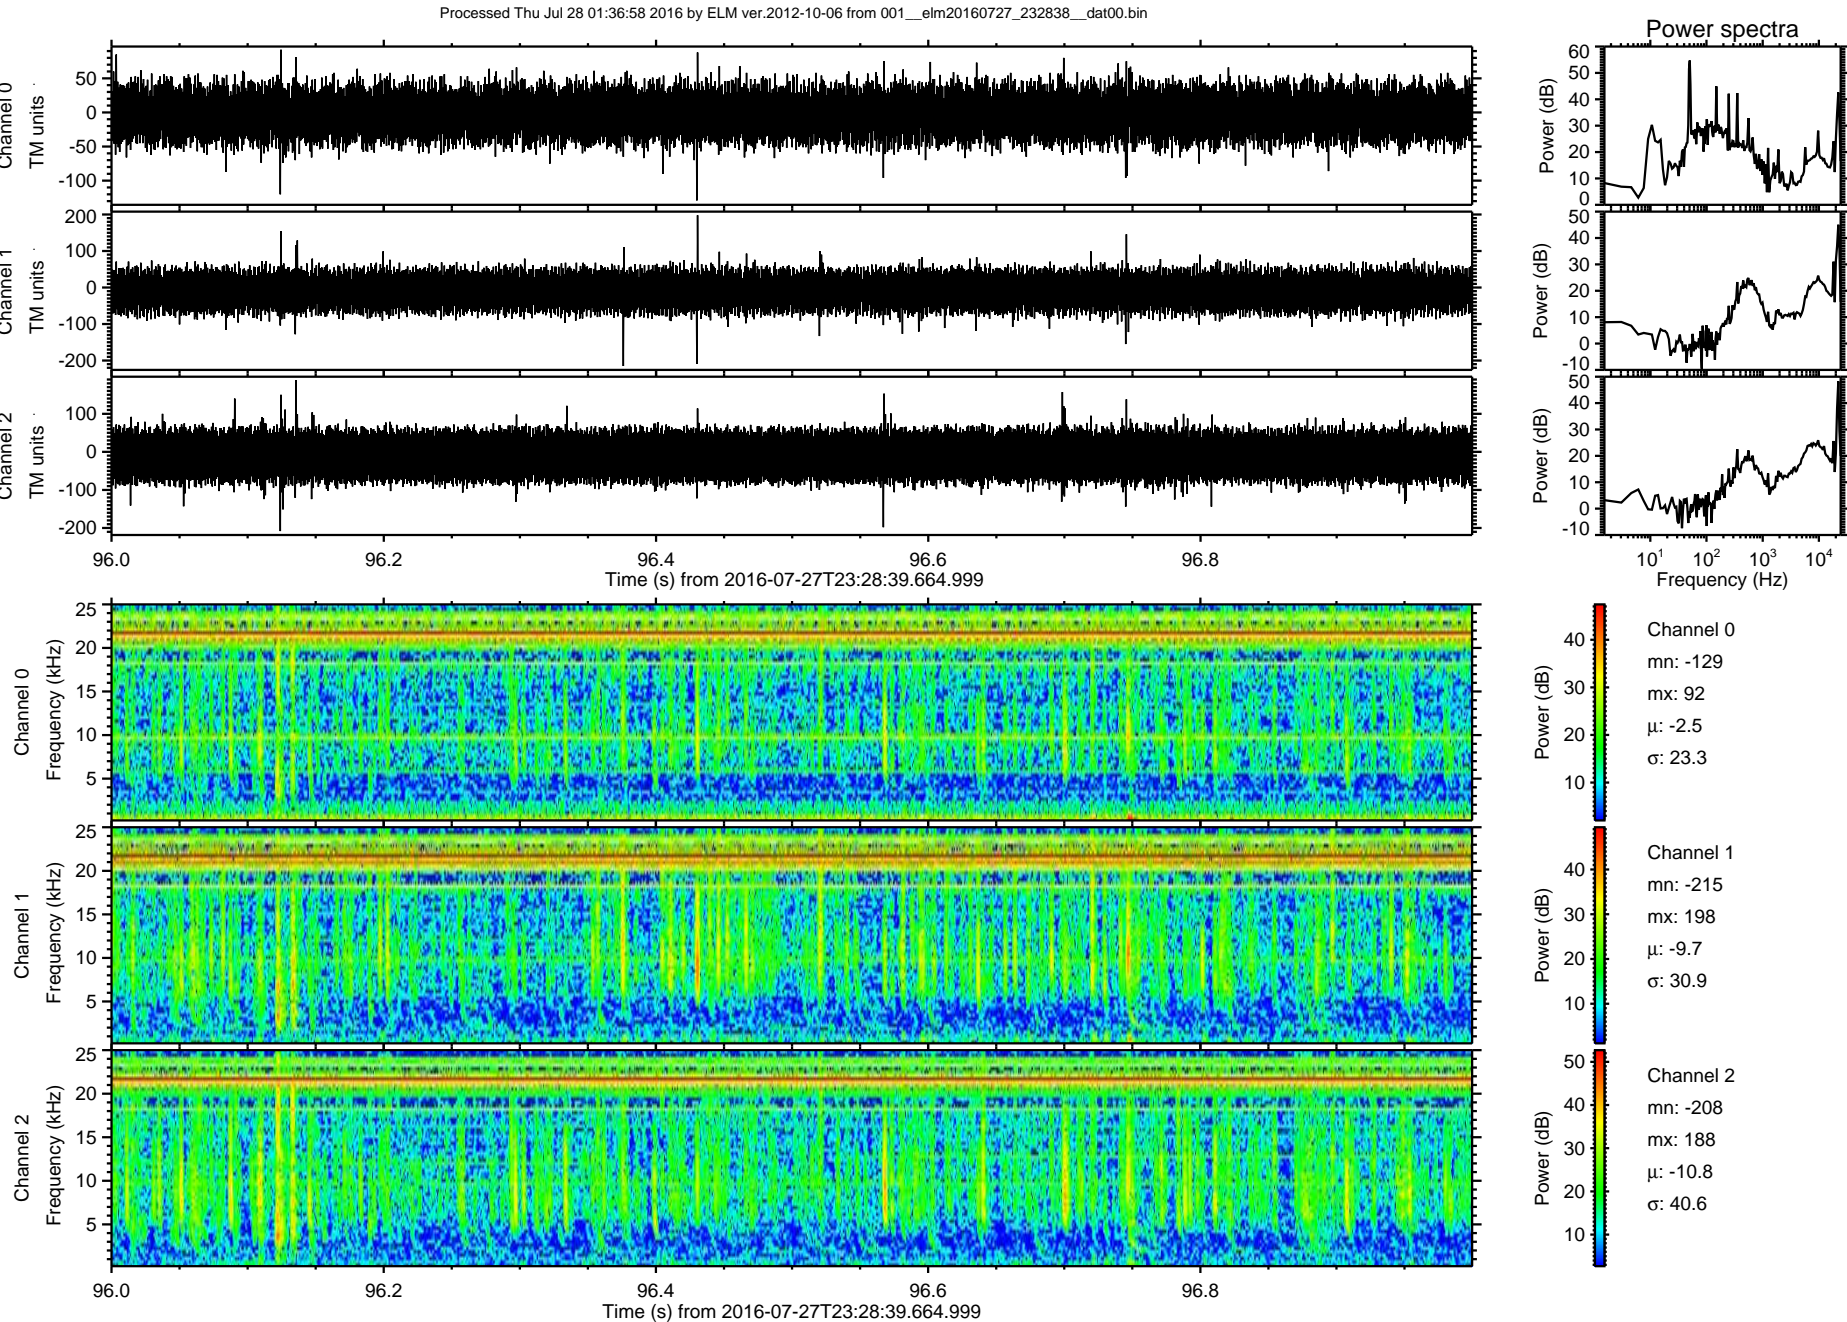 Processed Thu Jul 28 01:36:58 2016 by ELM ver.2012-10-06 from 001__elm20160727_232838__dat00.bin
Power spectra
Channel 0
TM units
50
0
-50
-100
Power (dB)
60
50
40
30
20
10
0
Channel 1
TM units
200
100
0
-100
-200
Power (dB)
50
40
30
20
10
0
-10
Channel 2
TM units
100
0
-100
-200
Power (dB)
50
40
30
20
10
0
-10
96.0 96.2 96.4 96.6 96.8
Time (s) from 2016-07-27T23:28:39.664.999
10¹ 10² 10³ 10⁴
Frequency (Hz)
Channel 0
Frequency (kHz)
25
20
15
10
5
Power (dB)
40
30
20
10
Channel 0
mn: -129
mx: 92
μ: -2.5
σ: 23.3
Channel 1
Frequency (kHz)
25
20
15
10
5
Power (dB)
40
30
20
10
Channel 1
mn: -215
mx: 198
μ: -9.7
σ: 30.9
Channel 2
Frequency (kHz)
25
20
15
10
5
Power (dB)
50
40
30
20
10
Channel 2
mn: -208
mx: 188
μ: -10.8
σ: 40.6
96.0 96.2 96.4 96.6 96.8
Time (s) from 2016-07-27T23:28:39.664.999